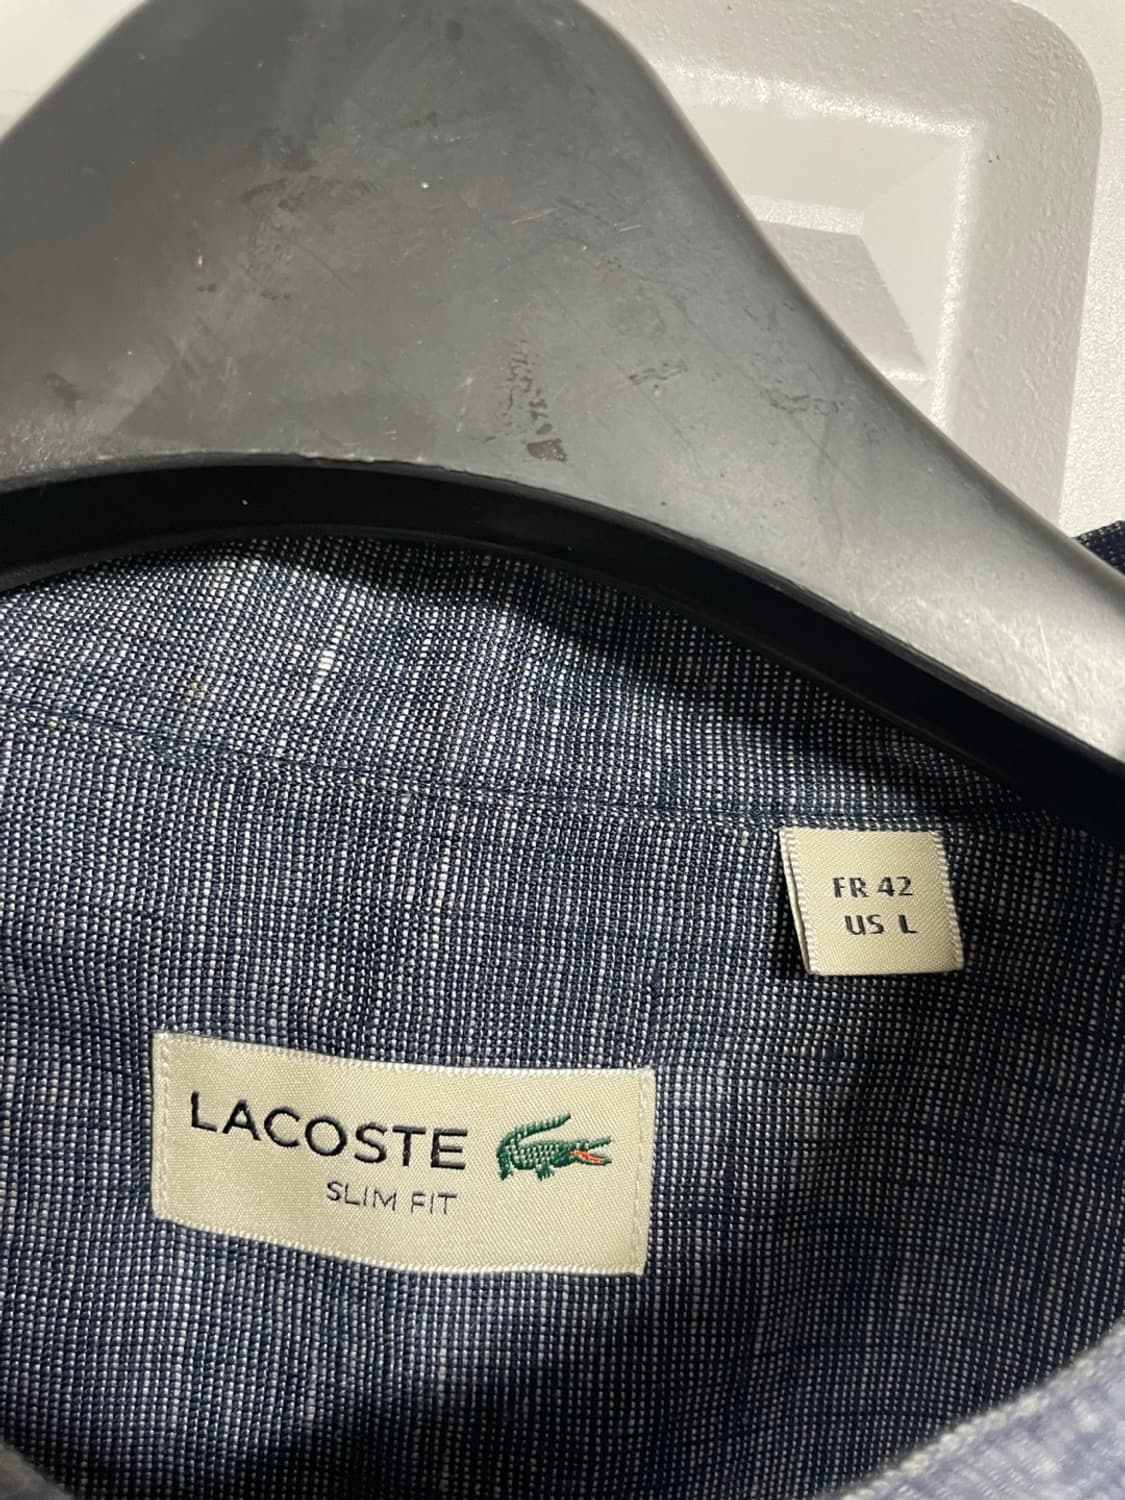 FR 42
US L
LACOSTE
SLIM FIT